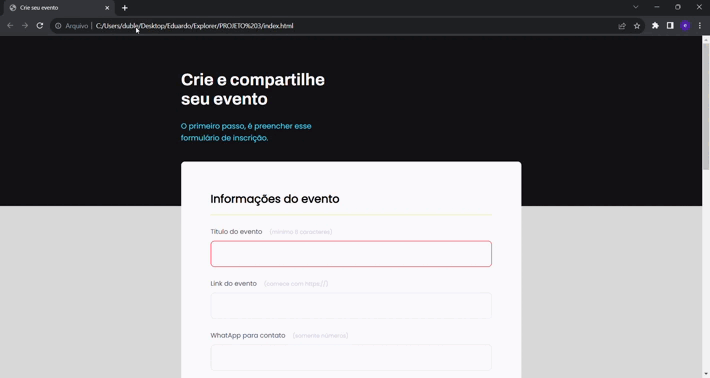 Crie seu evento
Arquivo | C:/Users/duble/Desktop/Eduardo/Explorer/PROJETO%203/index.html
e
Crie e compartilhe
seu evento
O primeiro passo, é preencher esse
formulário de inscrição.
Informações do evento
Título do evento (mínimo 6 caracteres)
Link do evento (comece com https://)
WhatApp para contato (somente números)